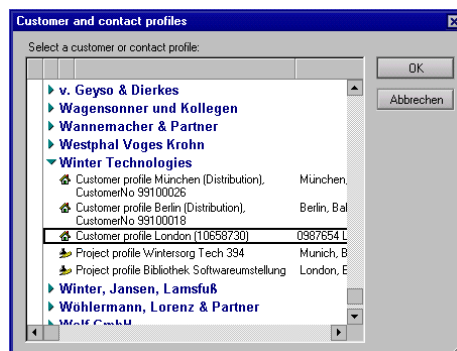 Customer and contact profiles
Select a customer or contact profile:
OK
Abbrechen
v. Geyso & Dierkes
Wagensonner und Kollegen
Wannemacher & Partner
Westphal Voges Krohn
Winter Technologies
Customer profile München (Distribution), München,
CustomerNo 99100026
Customer profile Berlin (Distribution), Berlin, Bal
CustomerNo 99100018
Customer profile London (10658730) 0987654 L
Project profile Wintersorg Tech 394 Munich, B
Project profile Bibliothek Softwareumstellung London, E
Winter, Jansen, Lamsfuß
Wöhlermann, Lorenz & Partner
Wolf GmbH